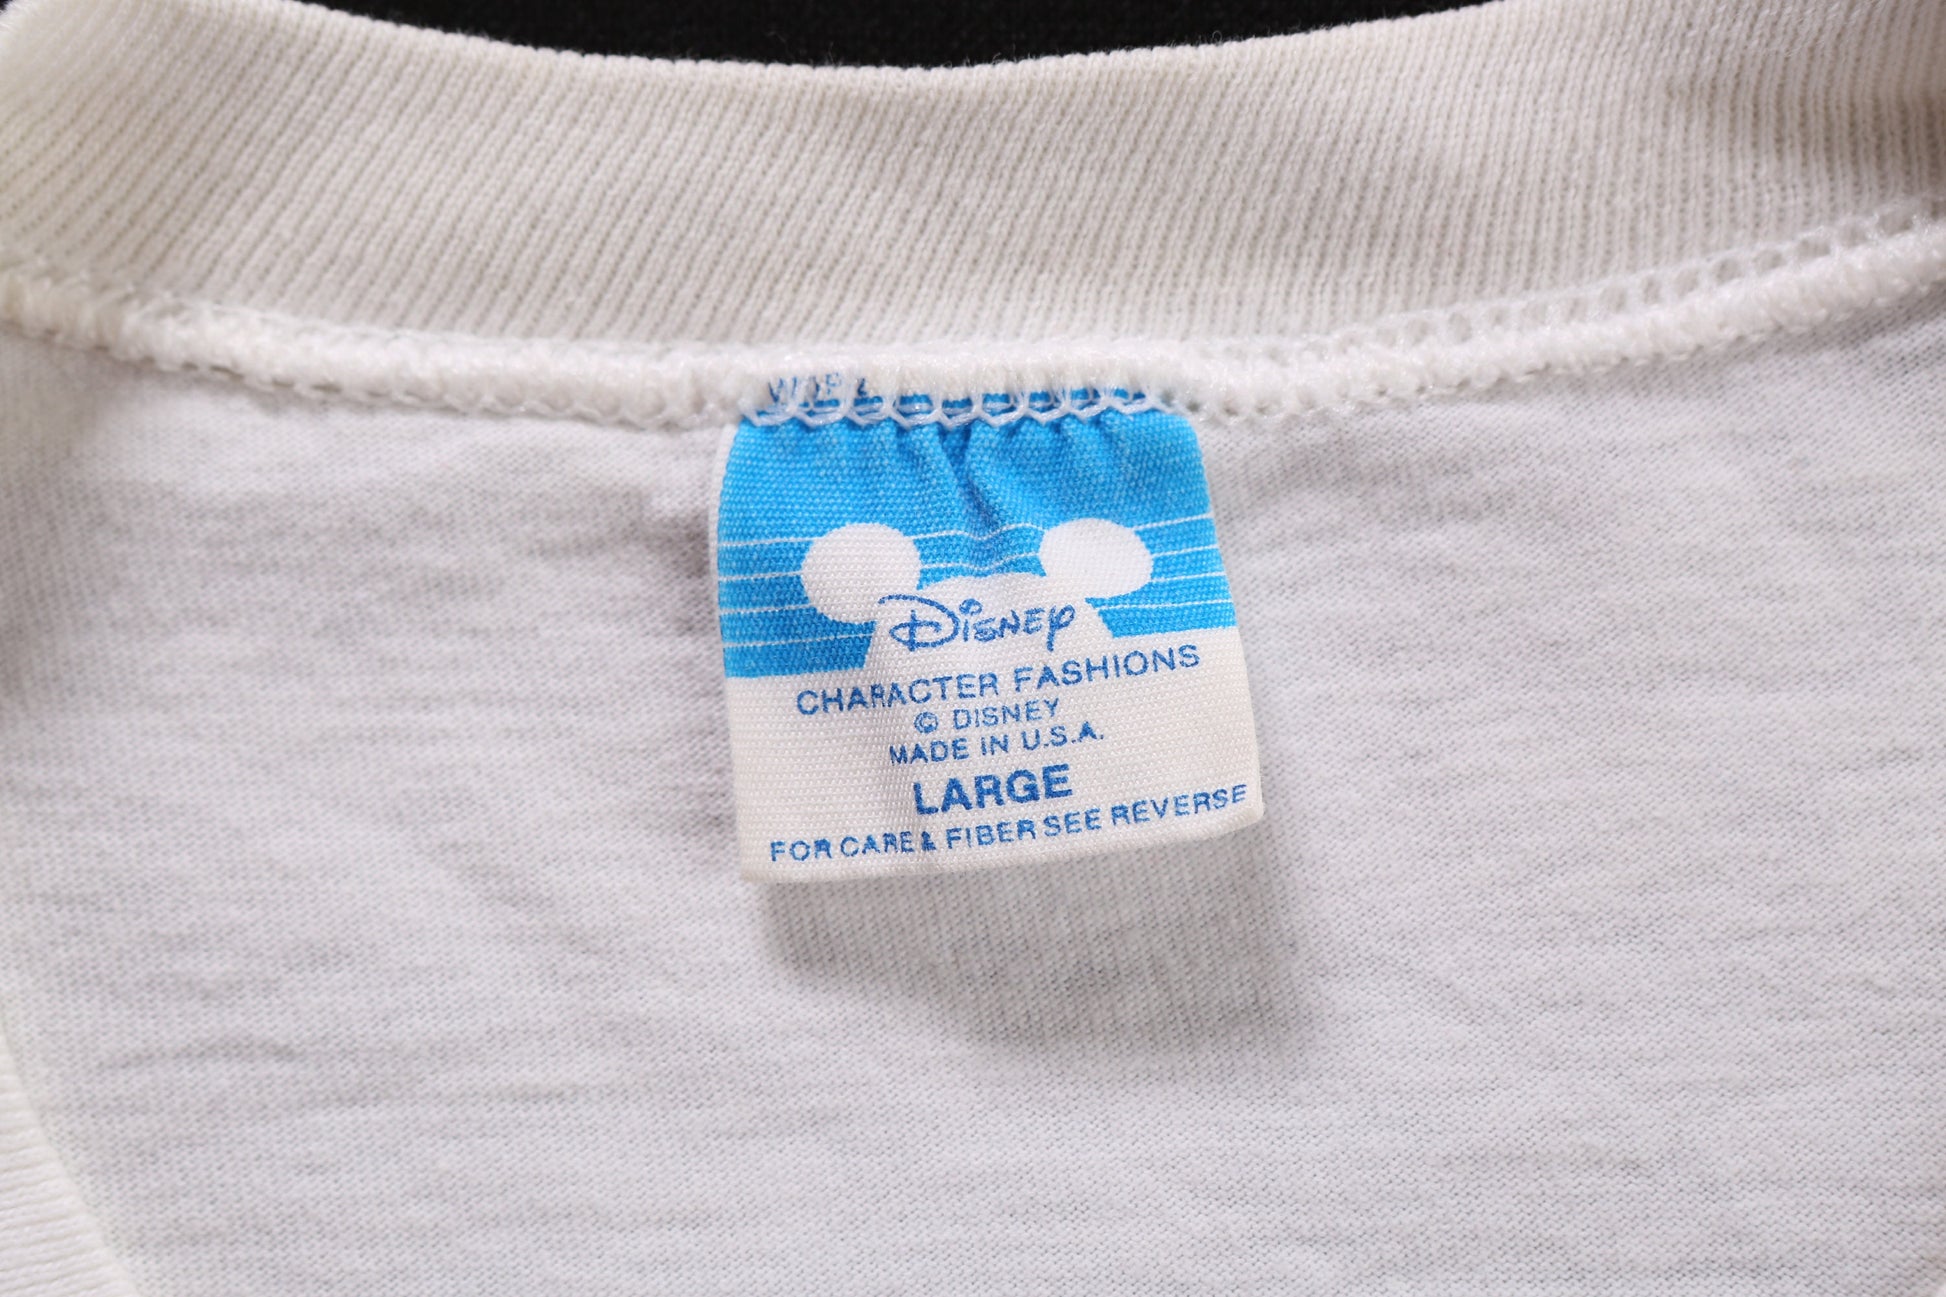 Disney
CHARACTER FASHIONS
© DISNEY
MADE IN U.S.A.
LARGE
FOR CARE & FIBER SEE REVERSE